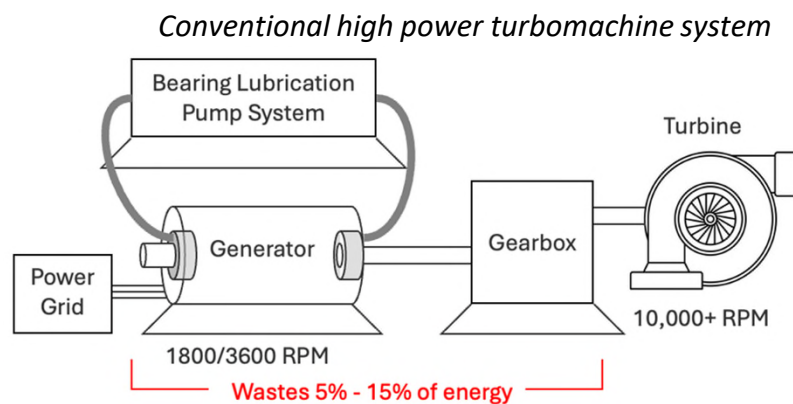 Conventional high power turbomachine system
Bearing Lubrication
Pump System
Turbine
Generator
Gearbox
Power
Grid
10,000+ RPM
1800/3600 RPM
Wastes 5% - 15% of energy